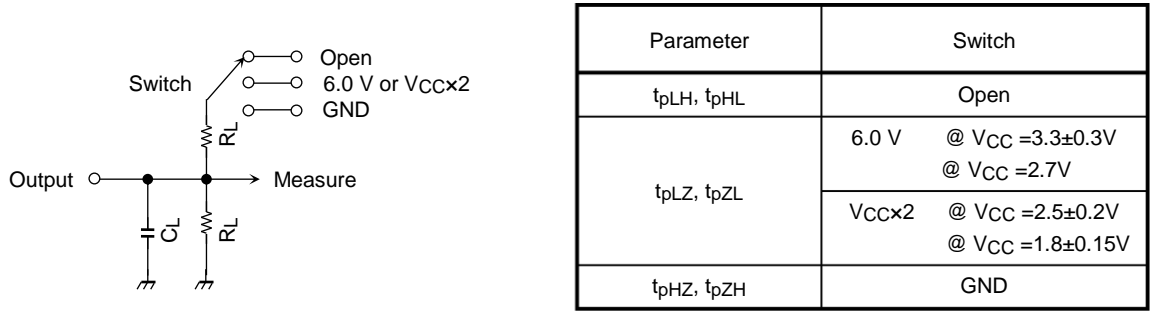 Open
Switch 6.0 V or VCC×2
GND
RL
Output Measure
CL
RL
Parameter Switch
tpLH, tpHL Open
tpLZ, tpZL
6.0 V @ VCC =3.3±0.3V
@ VCC =2.7V
VCC×2 @ VCC =2.5±0.2V
@ VCC =1.8±0.15V
tpHZ, tpZH GND